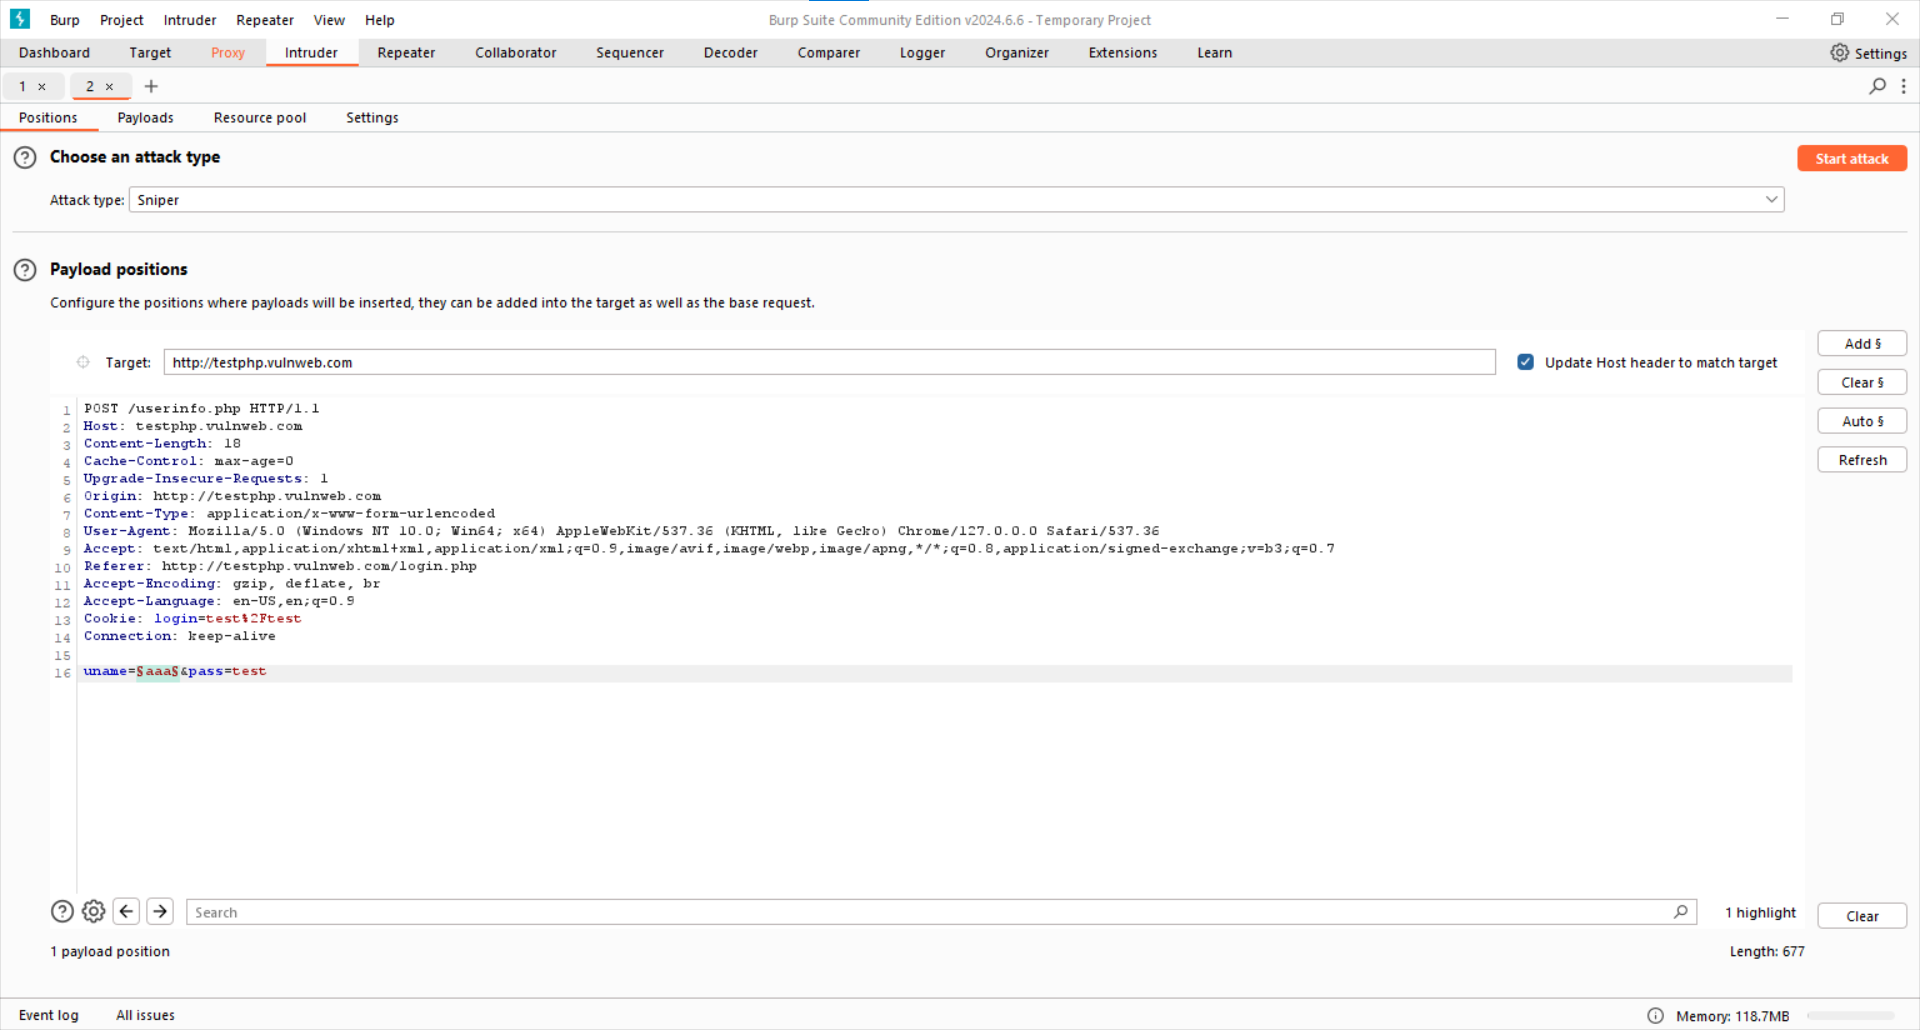 Burp Project Intruder Repeater View Help
Burp Suite Community Edition v2024.6.6 - Temporary Project
Dashboard Target Proxy Intruder Repeater Collaborator Sequencer Decoder Comparer Logger Organizer Extensions Learn
Settings
1 × 2 × +
Positions Payloads Resource pool Settings
Choose an attack type
Start attack
Attack type: Sniper
Payload positions
Configure the positions where payloads will be inserted, they can be added into the target as well as the base request.
Target: http://testphp.vulnweb.com
Update Host header to match target
Add §
Clear §
Auto §
Refresh
1 POST /userinfo.php HTTP/1.1
2 Host: testphp.vulnweb.com
3 Content-Length: 18
4 Cache-Control: max-age=0
5 Upgrade-Insecure-Requests: 1
6 Origin: http://testphp.vulnweb.com
7 Content-Type: application/x-www-form-urlencoded
8 User-Agent: Mozilla/5.0 (Windows NT 10.0; Win64; x64) AppleWebKit/537.36 (KHTML, like Gecko) Chrome/127.0.0.0 Safari/537.36
9 Accept: text/html,application/xhtml+xml,application/xml;q=0.9,image/avif,image/webp,image/apng,*/*;q=0.8,application/signed-exchange;v=b3;q=0.7
10 Referer: http://testphp.vulnweb.com/login.php
11 Accept-Encoding: gzip, deflate, br
12 Accept-Language: en-US,en;q=0.9
13 Cookie: login=test%2Ftest
14 Connection: keep-alive
15
16 uname=§aaa§&pass=test
Search
1 highlight
Clear
1 payload position
Length: 677
Event log All issues
Memory: 118.7MB